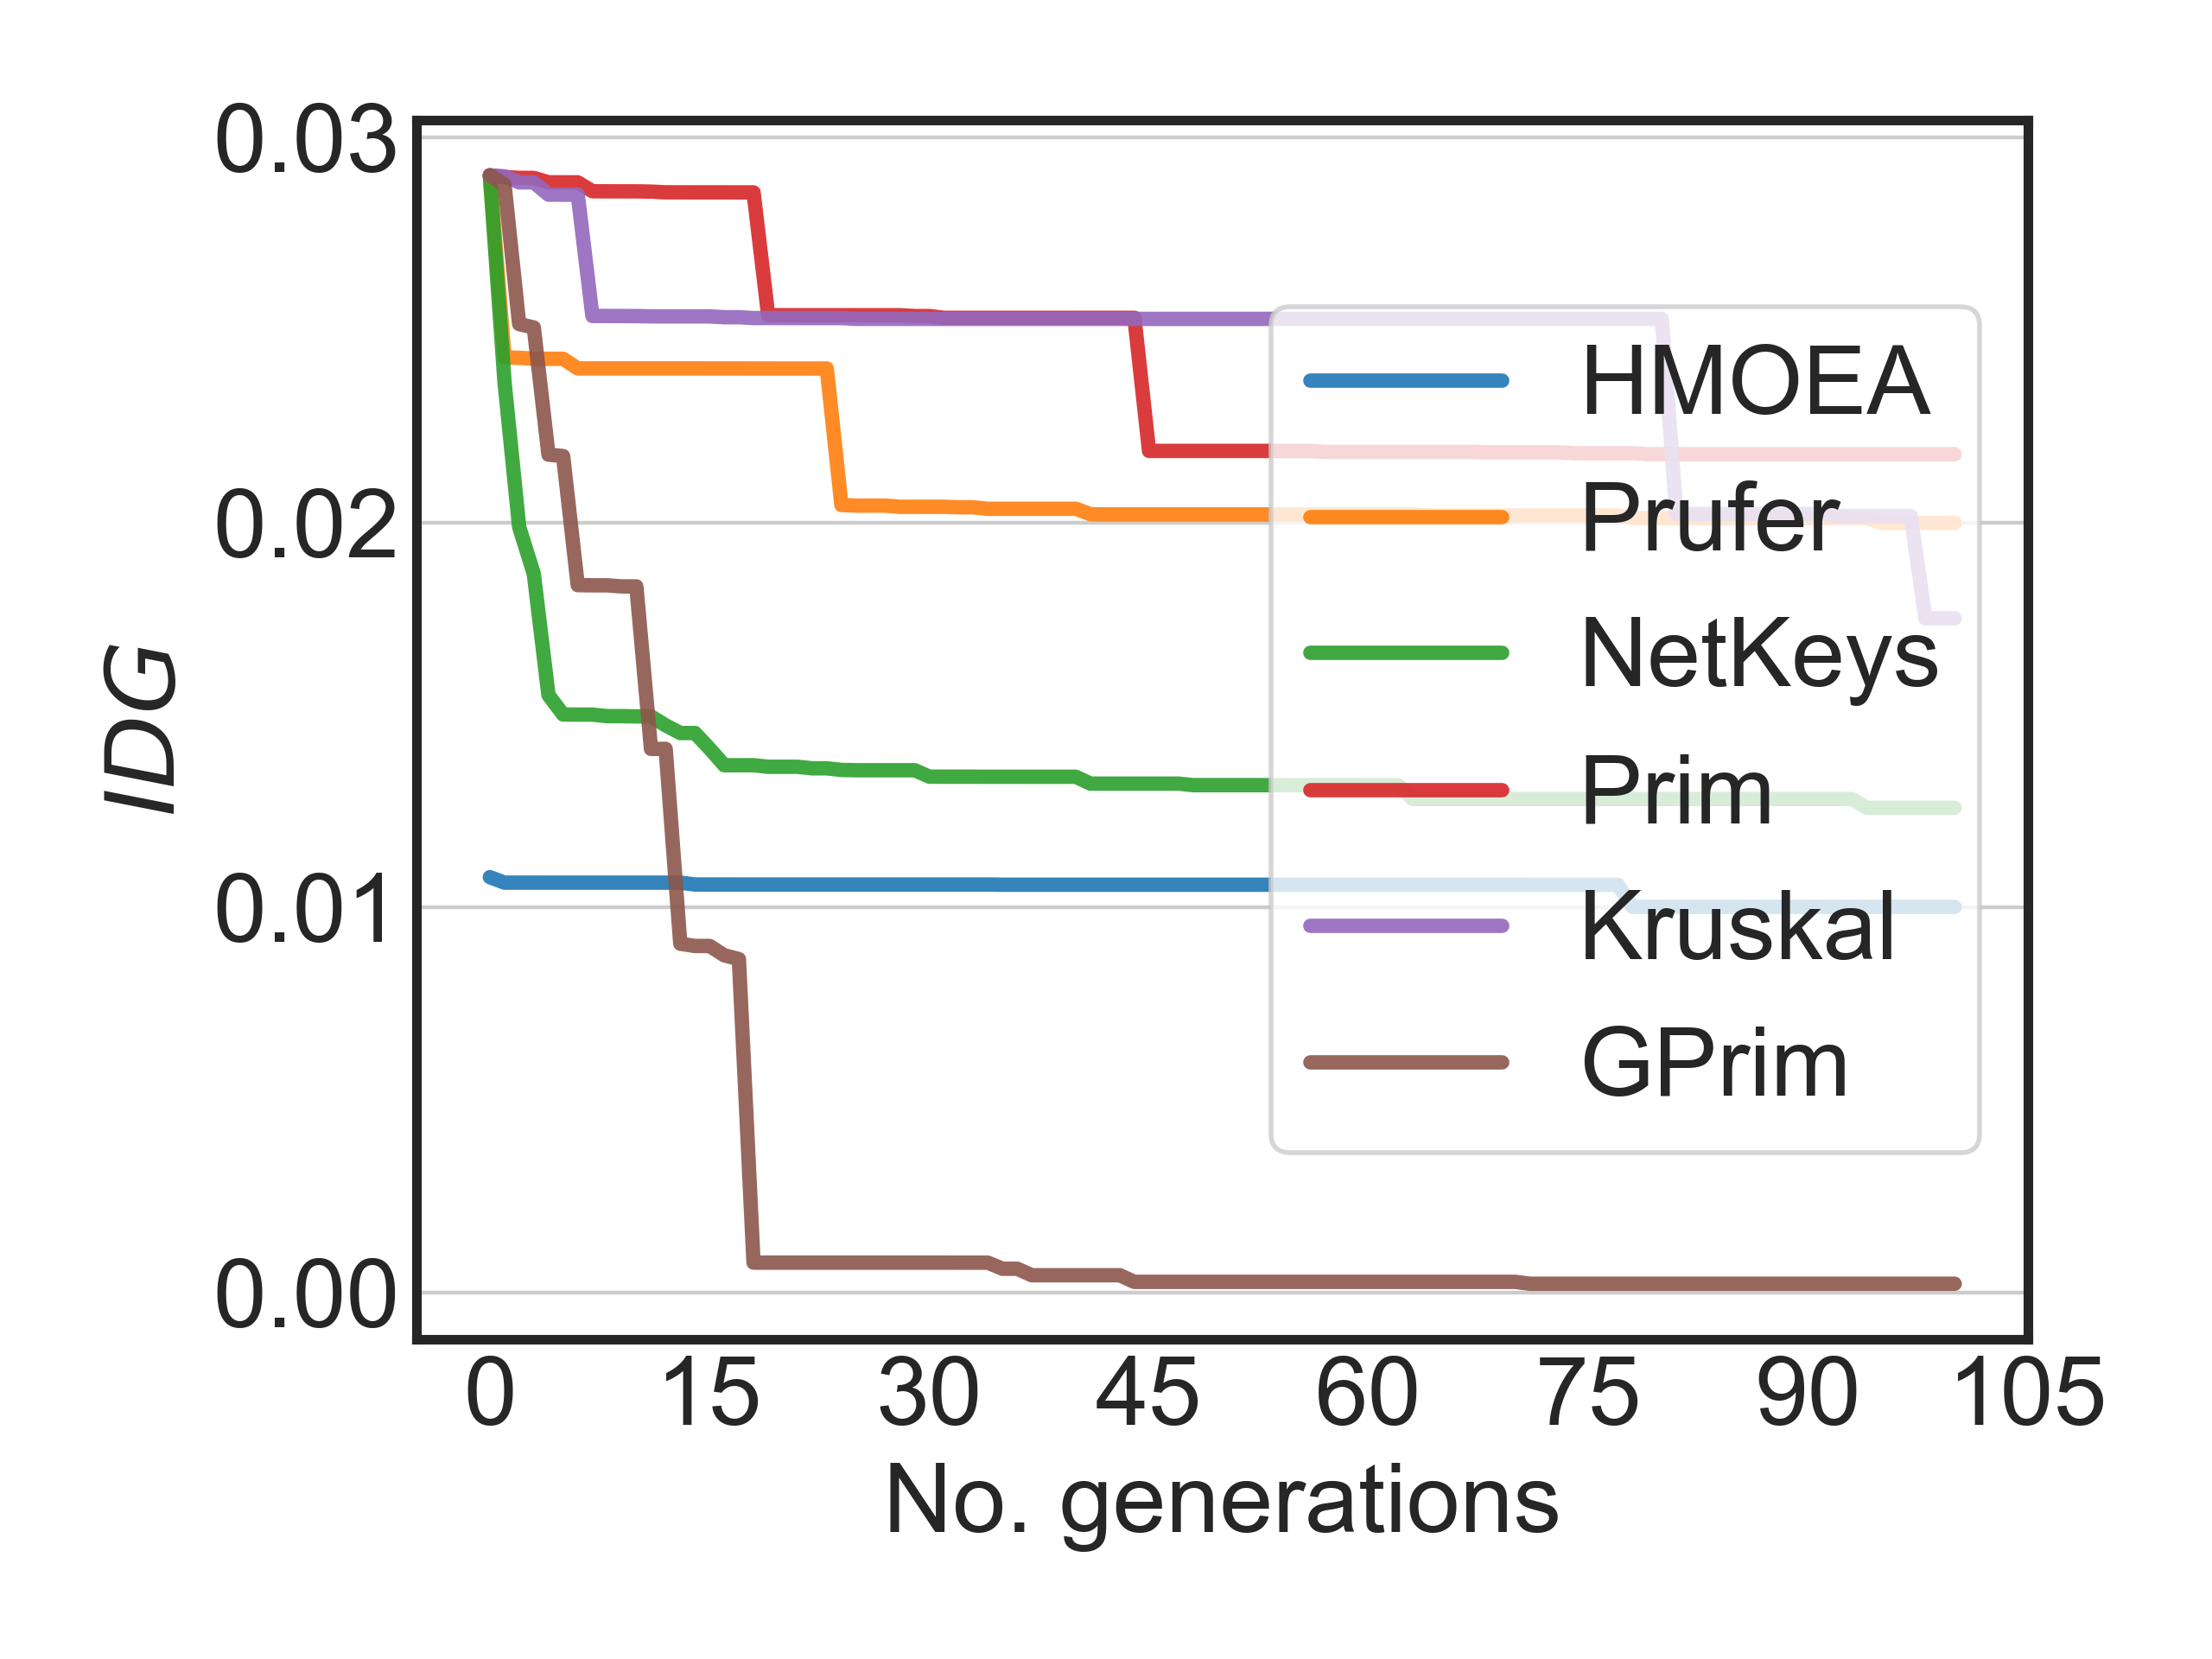 0.03
0.02
0.01
0.00
IDG
0 15 30 45 60 75 90 105
No. generations
HMOEA
Prufer
NetKeys
Prim
Kruskal
GPrim